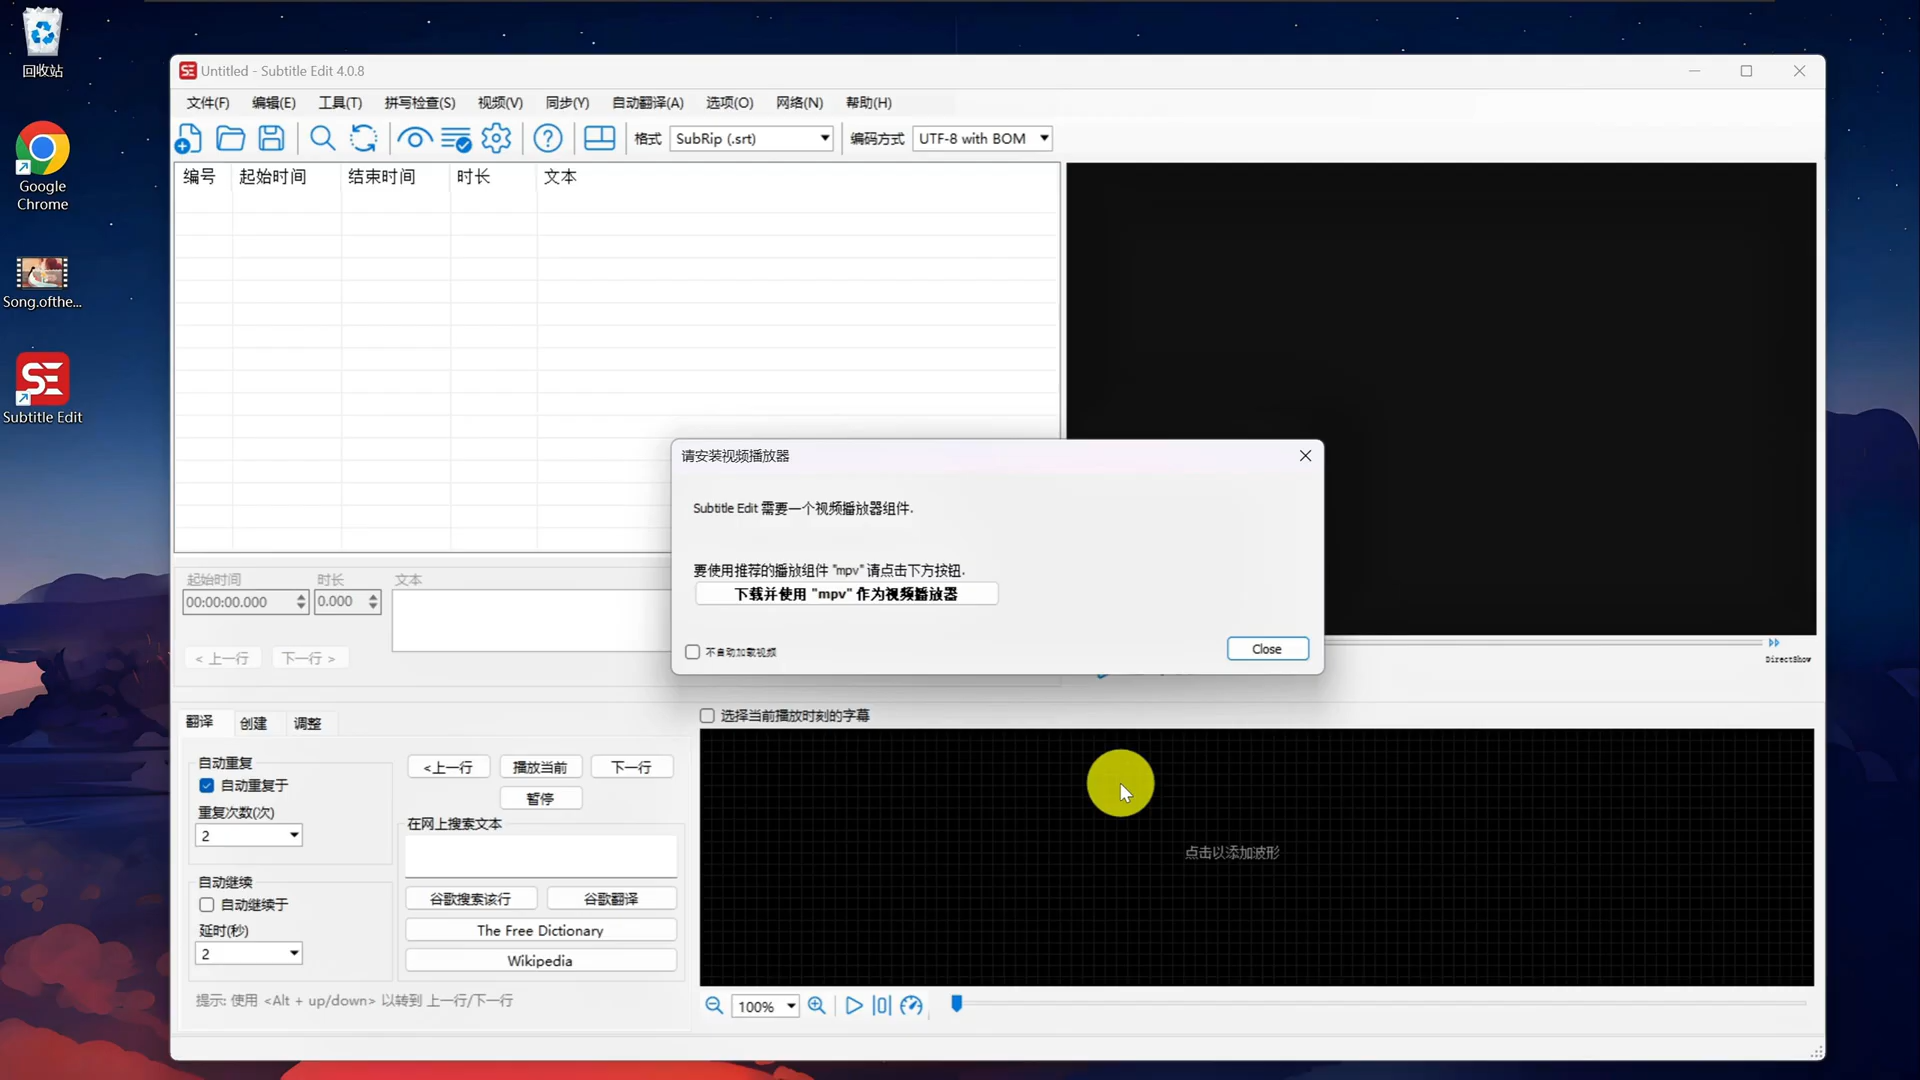 回收站
Google
Chrome
Song.ofthe...
Subtitle Edit
Untitled - Subtitle Edit 4.0.8
文件(F) 编辑(E) 工具(T) 拼写检查(S) 视频(V) 同步(Y) 自动翻译(A) 选项(O) 网络(N) 帮助(H)
格式 SubRip (.srt) 编码方式 UTF-8 with BOM
编号 起始时间 结束时间 时长 文本
请安装视频播放器
Subtitle Edit 需要一个视频播放器组件.
要使用推荐的播放组件 "mpv" 请点击下方按钮.
下载并使用 "mpv" 作为视频播放器
不自动加载视频
Close
DirectShow
起始时间 时长 文本
00:00:00.000 0.000
< 上一行 下一行 >
翻译 创建 调整
自动重复
自动重复于
重复次数(次)
2
自动继续
自动继续于
延时(秒)
2
<上一行 播放当前 下一行
暂停
在网上搜索文本
谷歌搜索该行 谷歌翻译
The Free Dictionary
Wikipedia
提示: 使用 <Alt + up/down> 以转到 上一行/下一行
选择当前播放时刻的字幕
点击以添加波形
100%